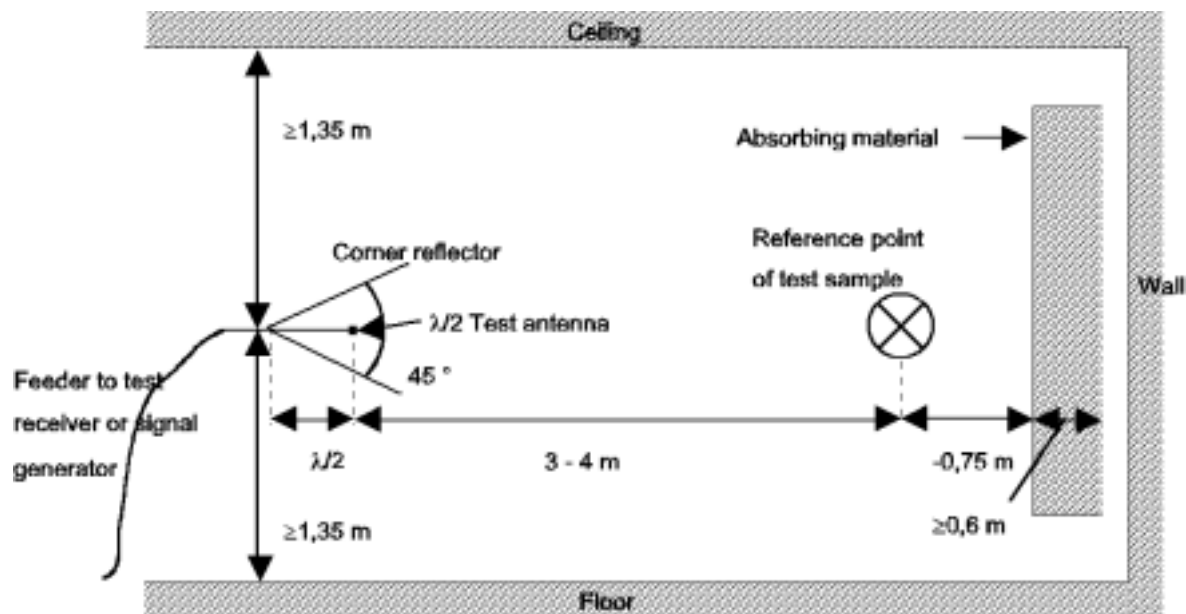 Ceiling
≥1,35 m
Absorbing material
Corner reflector
Reference point
of test sample
Wall
λ/2 Test antenna
45 °
Feeder to test
receiver or signal
generator
λ/2
3 - 4 m
-0,75 m
≥0,6 m
≥1,35 m
Floor